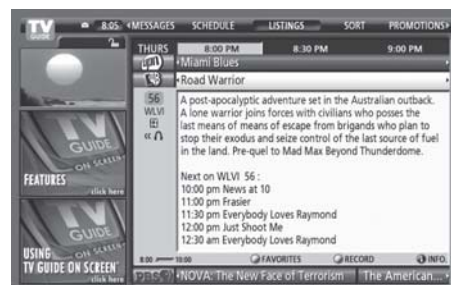 TV GUIDE 8:05 MESSAGES SCHEDULE LISTINGS SORT PROMOTIONS
THURS 8:00 PM 8:30 PM 9:00 PM
upn Miami Blues
Road Warrior
56
WLVI
A post-apocalyptic adventure set in the Australian outback.
A lone warrior joins forces with civilians who posses the
last means of means of escape from brigands who plan to
stop their exodus and seize control of the last source of fuel
in the land. Pre-quel to Mad Max Beyond Thunderdome.
Next on WLVI 56 :
10:00 pm News at 10
11:00 pm Frasier
11:30 pm Everybody Loves Raymond
12:00 pm Just Shoot Me
12:30 am Everybody Loves Raymond
8:00 10:00 FAVORITES RECORD INFO.
PBS NOVA: The New Face of Terrorism The American...
TV
GUIDE
ON SCREEN
FEATURES
click here
TV
GUIDE
ON SCREEN
USING
TV GUIDE ON SCREEN
click here